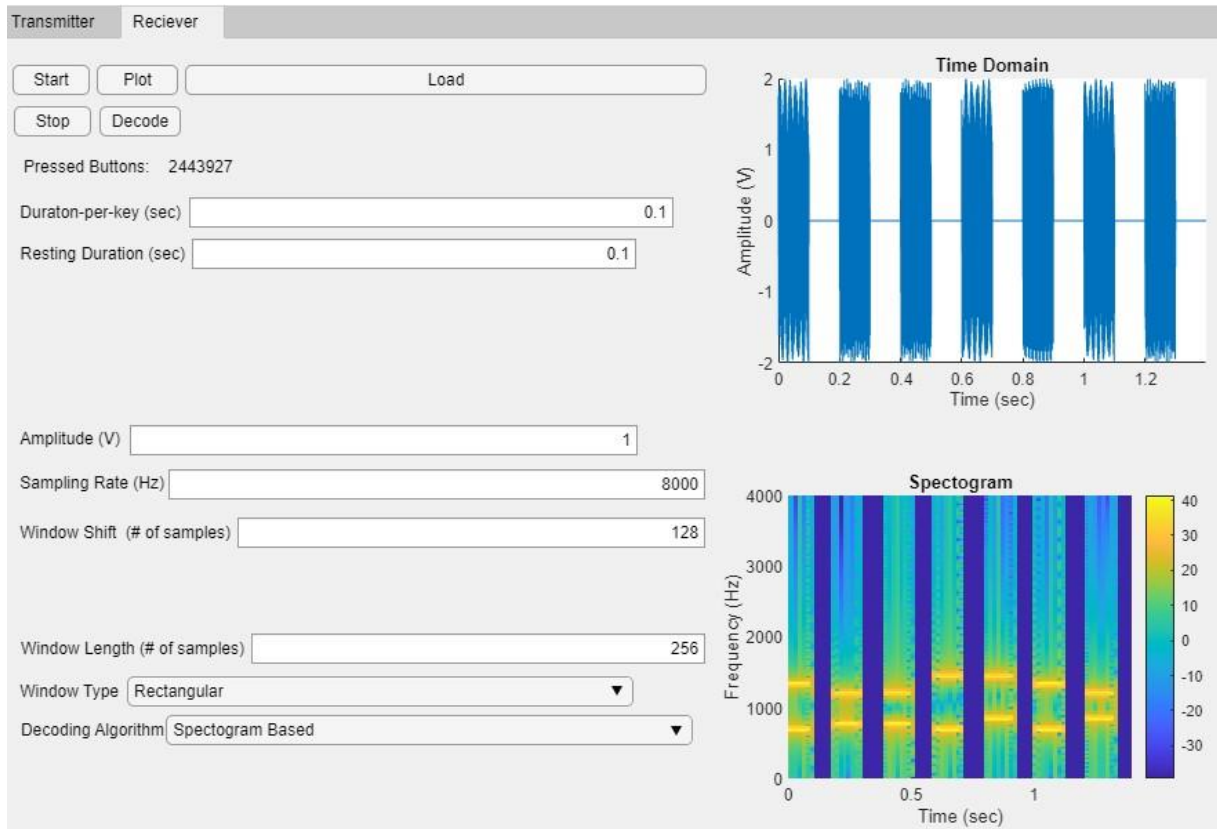 Transmitter Reciever
Start Plot Load
Stop Decode
Pressed Buttons: 2443927
Duraton-per-key (sec) 0.1
Resting Duration (sec) 0.1
Amplitude (V) 1
Sampling Rate (Hz) 8000
Window Shift (# of samples) 128
Window Length (# of samples) 256
Window Type Rectangular
Decoding Algorithm Spectogram Based
Time Domain
Amplitude (V)
2
1
0
-1
-2
0 0.2 0.4 0.6 0.8 1 1.2
Time (sec)
Spectogram
Frequency (Hz)
4000
3000
2000
1000
0
0 0.5 1
Time (sec)
40
30
20
10
0
-10
-20
-30